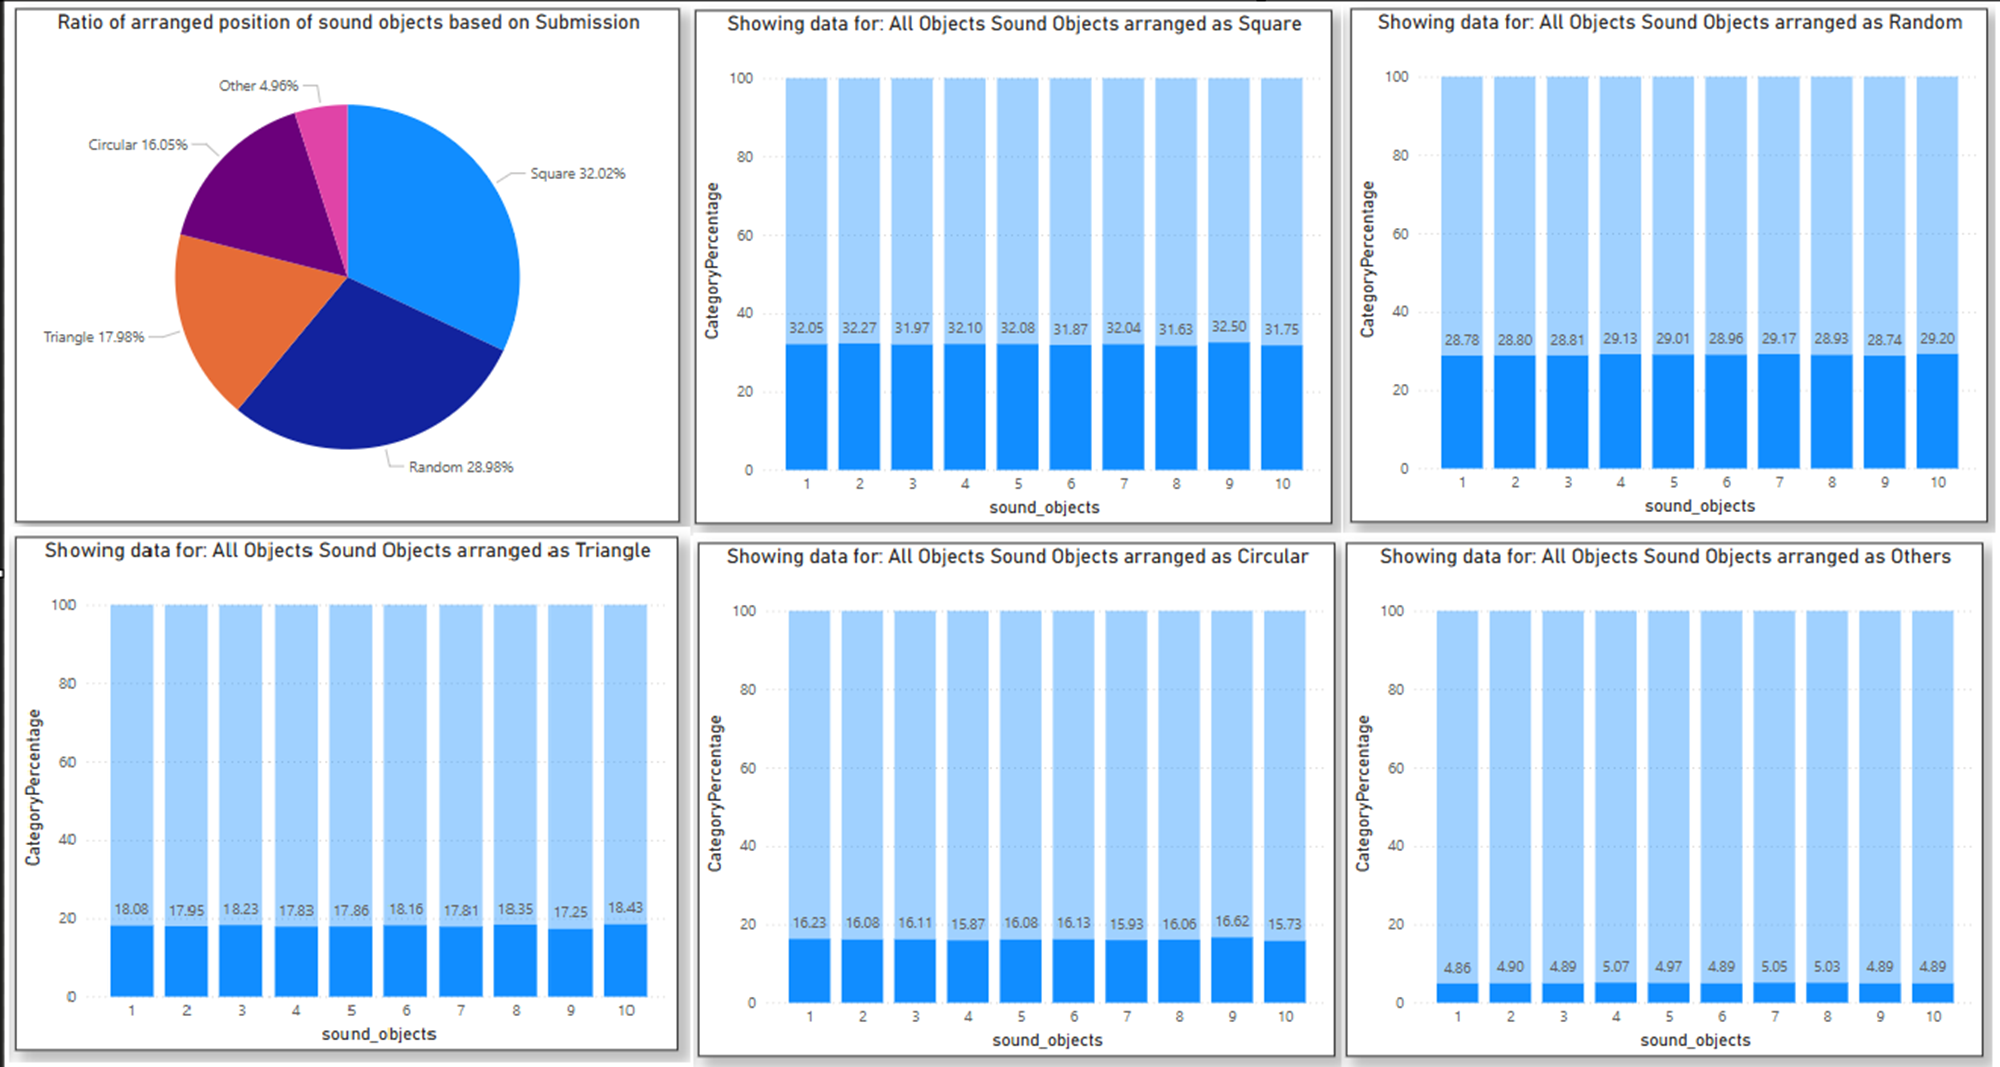 Ratio of arranged position of sound objects based on Submission
Other 4.96%
Circular 16.05%
Square 32.02%
Triangle 17.98%
Random 28.98%
Showing data for: All Objects Sound Objects arranged as Square
CategoryPercentage
100
80
60
40
20
0
32.05 32.27 31.97 32.10 32.08 31.87 32.04 31.63 32.50 31.75
1 2 3 4 5 6 7 8 9 10
sound_objects
Showing data for: All Objects Sound Objects arranged as Random
CategoryPercentage
100
80
60
40
20
0
28.78 28.80 28.81 29.13 29.01 28.96 29.17 28.93 28.74 29.20
1 2 3 4 5 6 7 8 9 10
sound_objects
Showing data for: All Objects Sound Objects arranged as Triangle
CategoryPercentage
100
80
60
40
20
0
18.08 17.95 18.23 17.83 17.86 18.16 17.81 18.35 17.25 18.43
1 2 3 4 5 6 7 8 9 10
sound_objects
Showing data for: All Objects Sound Objects arranged as Circular
CategoryPercentage
100
80
60
40
20
0
16.23 16.08 16.11 15.87 16.08 16.13 15.93 16.06 16.62 15.73
1 2 3 4 5 6 7 8 9 10
sound_objects
Showing data for: All Objects Sound Objects arranged as Others
CategoryPercentage
100
80
60
40
20
0
4.86 4.90 4.89 5.07 4.97 4.89 5.05 5.03 4.89 4.89
1 2 3 4 5 6 7 8 9 10
sound_objects